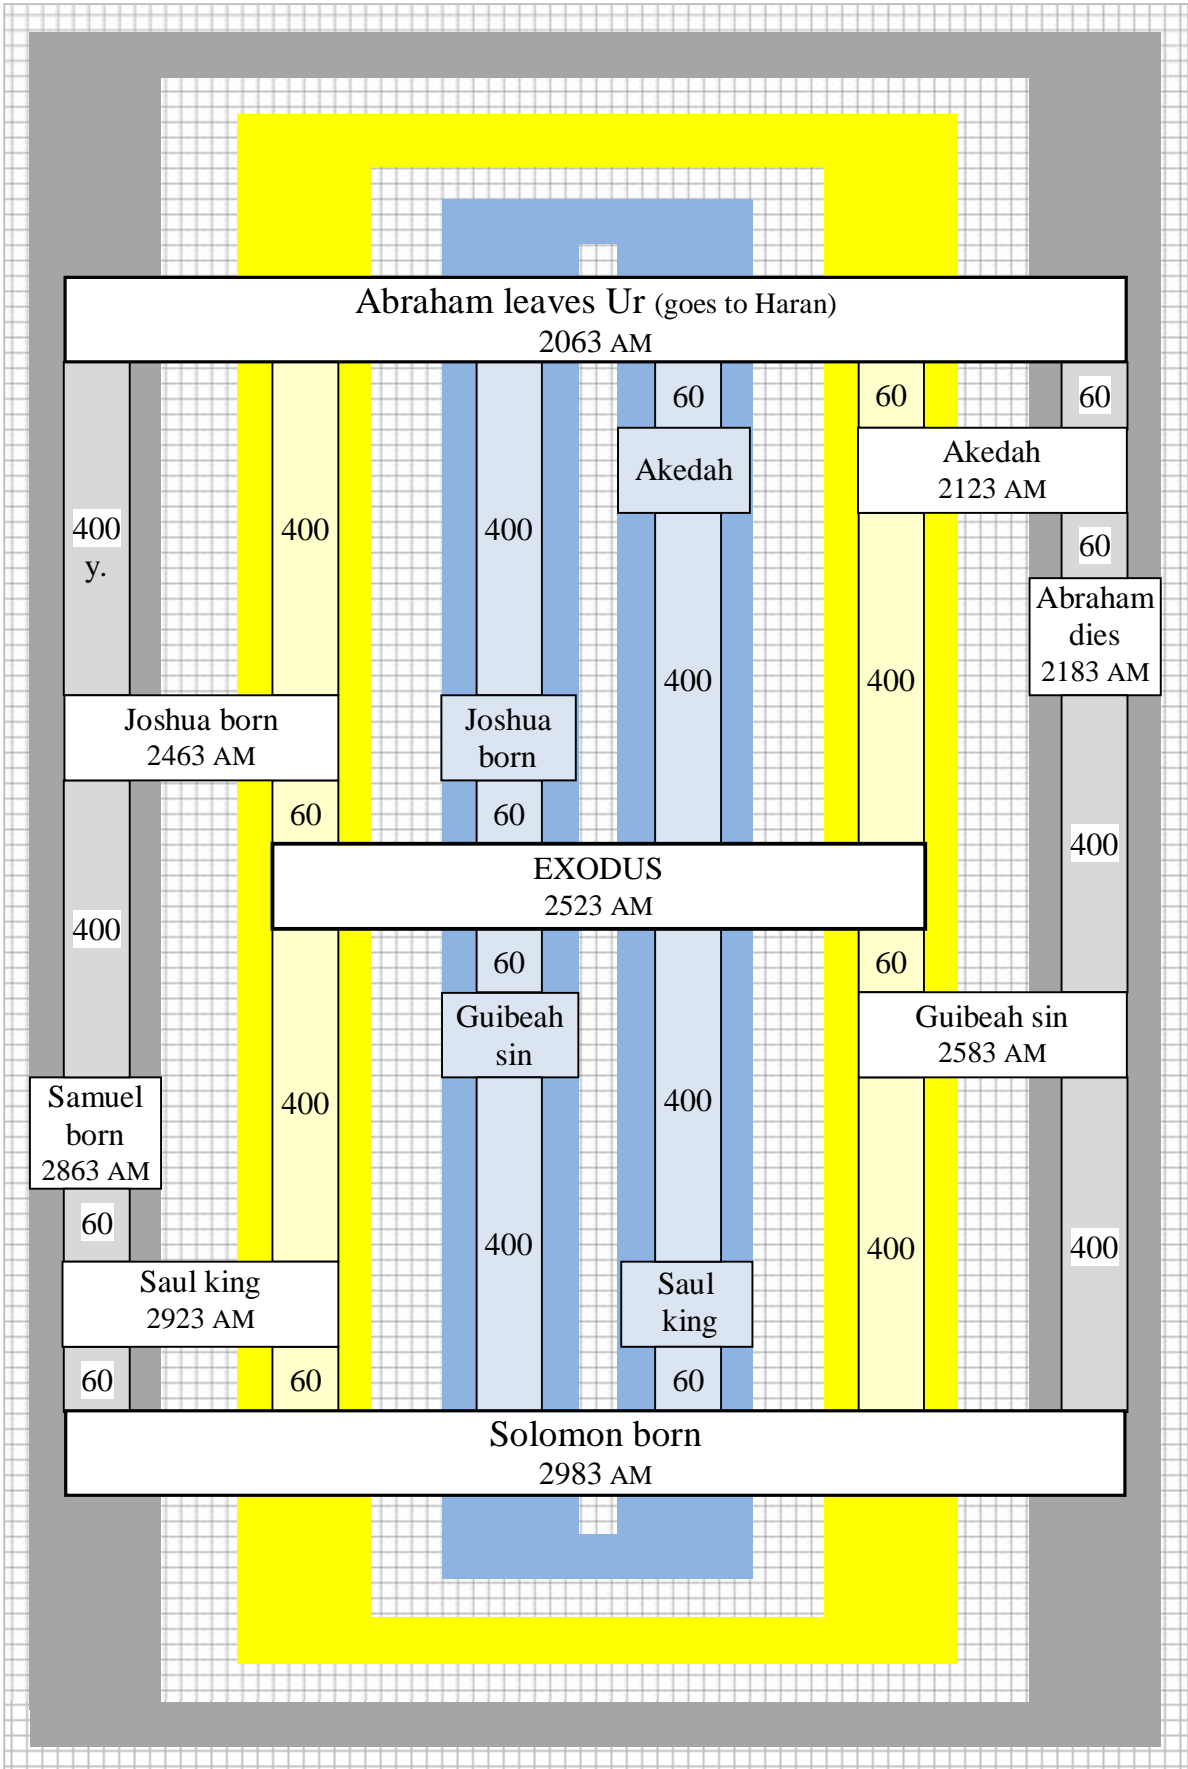 Abraham leaves Ur (goes to Haran)
2063 AM
60
60
60
Akedah
Akedah
2123 AM
400
y.
400
400
60
Abraham
dies
2183 AM
400
400
Joshua born
2463 AM
Joshua
born
60
60
400
EXODUS
2523 AM
400
60
60
Guibeah
sin
Guibeah sin
2583 AM
Samuel
born
2863 AM
400
400
60
400
400
400
Saul king
2923 AM
Saul
king
60
60
60
Solomon born
2983 AM